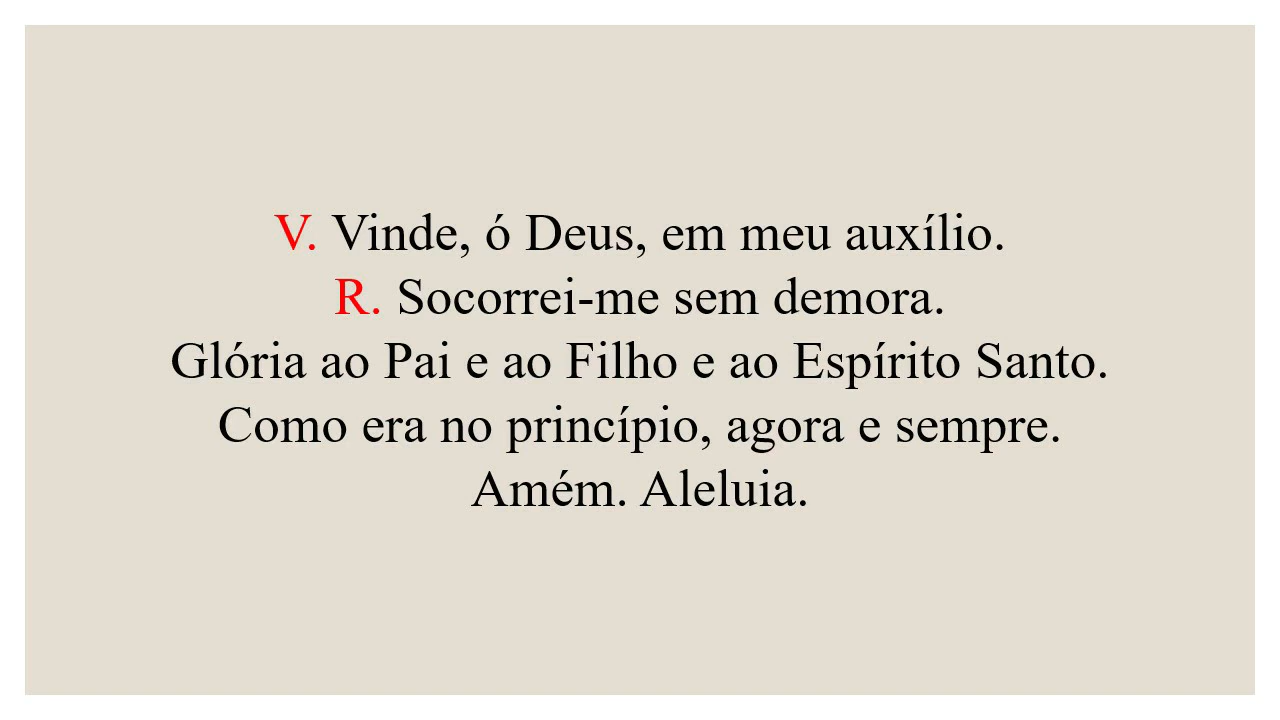 V. Vinde, ó Deus, em meu auxílio.
R. Socorrei-me sem demora.
Glória ao Pai e ao Filho e ao Espírito Santo.
Como era no princípio, agora e sempre.
Amém. Aleluia.